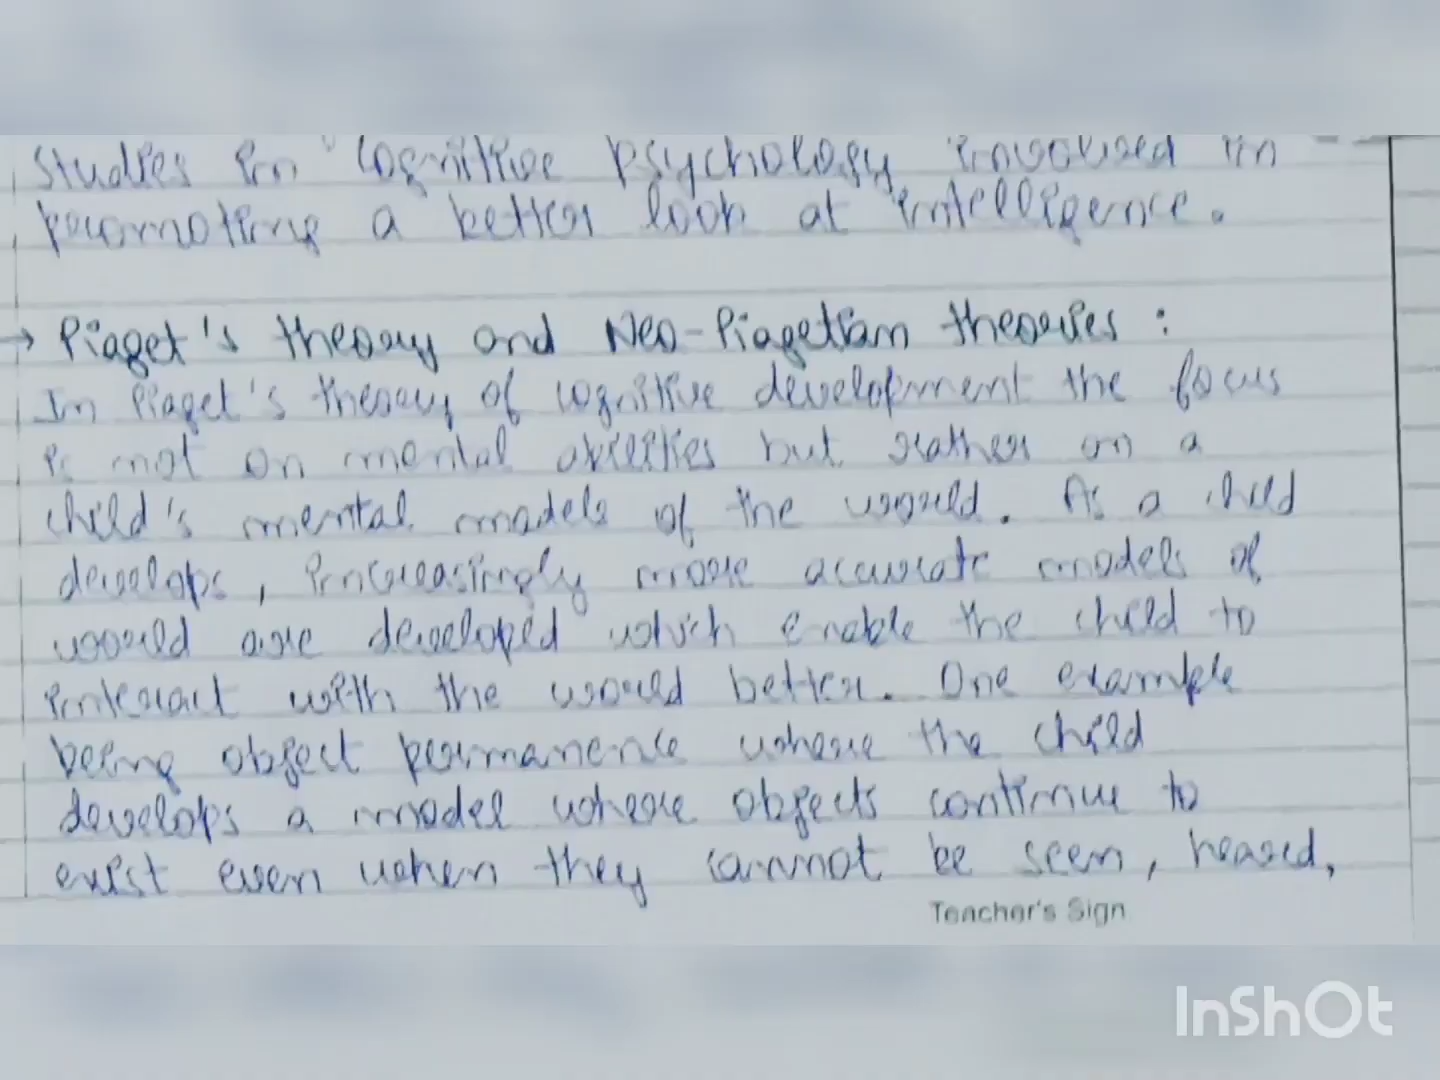 Studies in Cognitive Psychology involved in
promoting a better look at intelligence.
→ Piaget's theory and Neo-Piagetian theories :
In Piaget's theory of cognitive development the focus
is not on mental abilities but rather on a
child's mental models of the world. As a child
develops, increasingly more accurate models of
world are developed which enable the child to
interact with the world better. One example
being object permanence where the child
develops a model where objects continue to
exist even when they cannot be seen, heard,
Teacher's Sign
InShOt